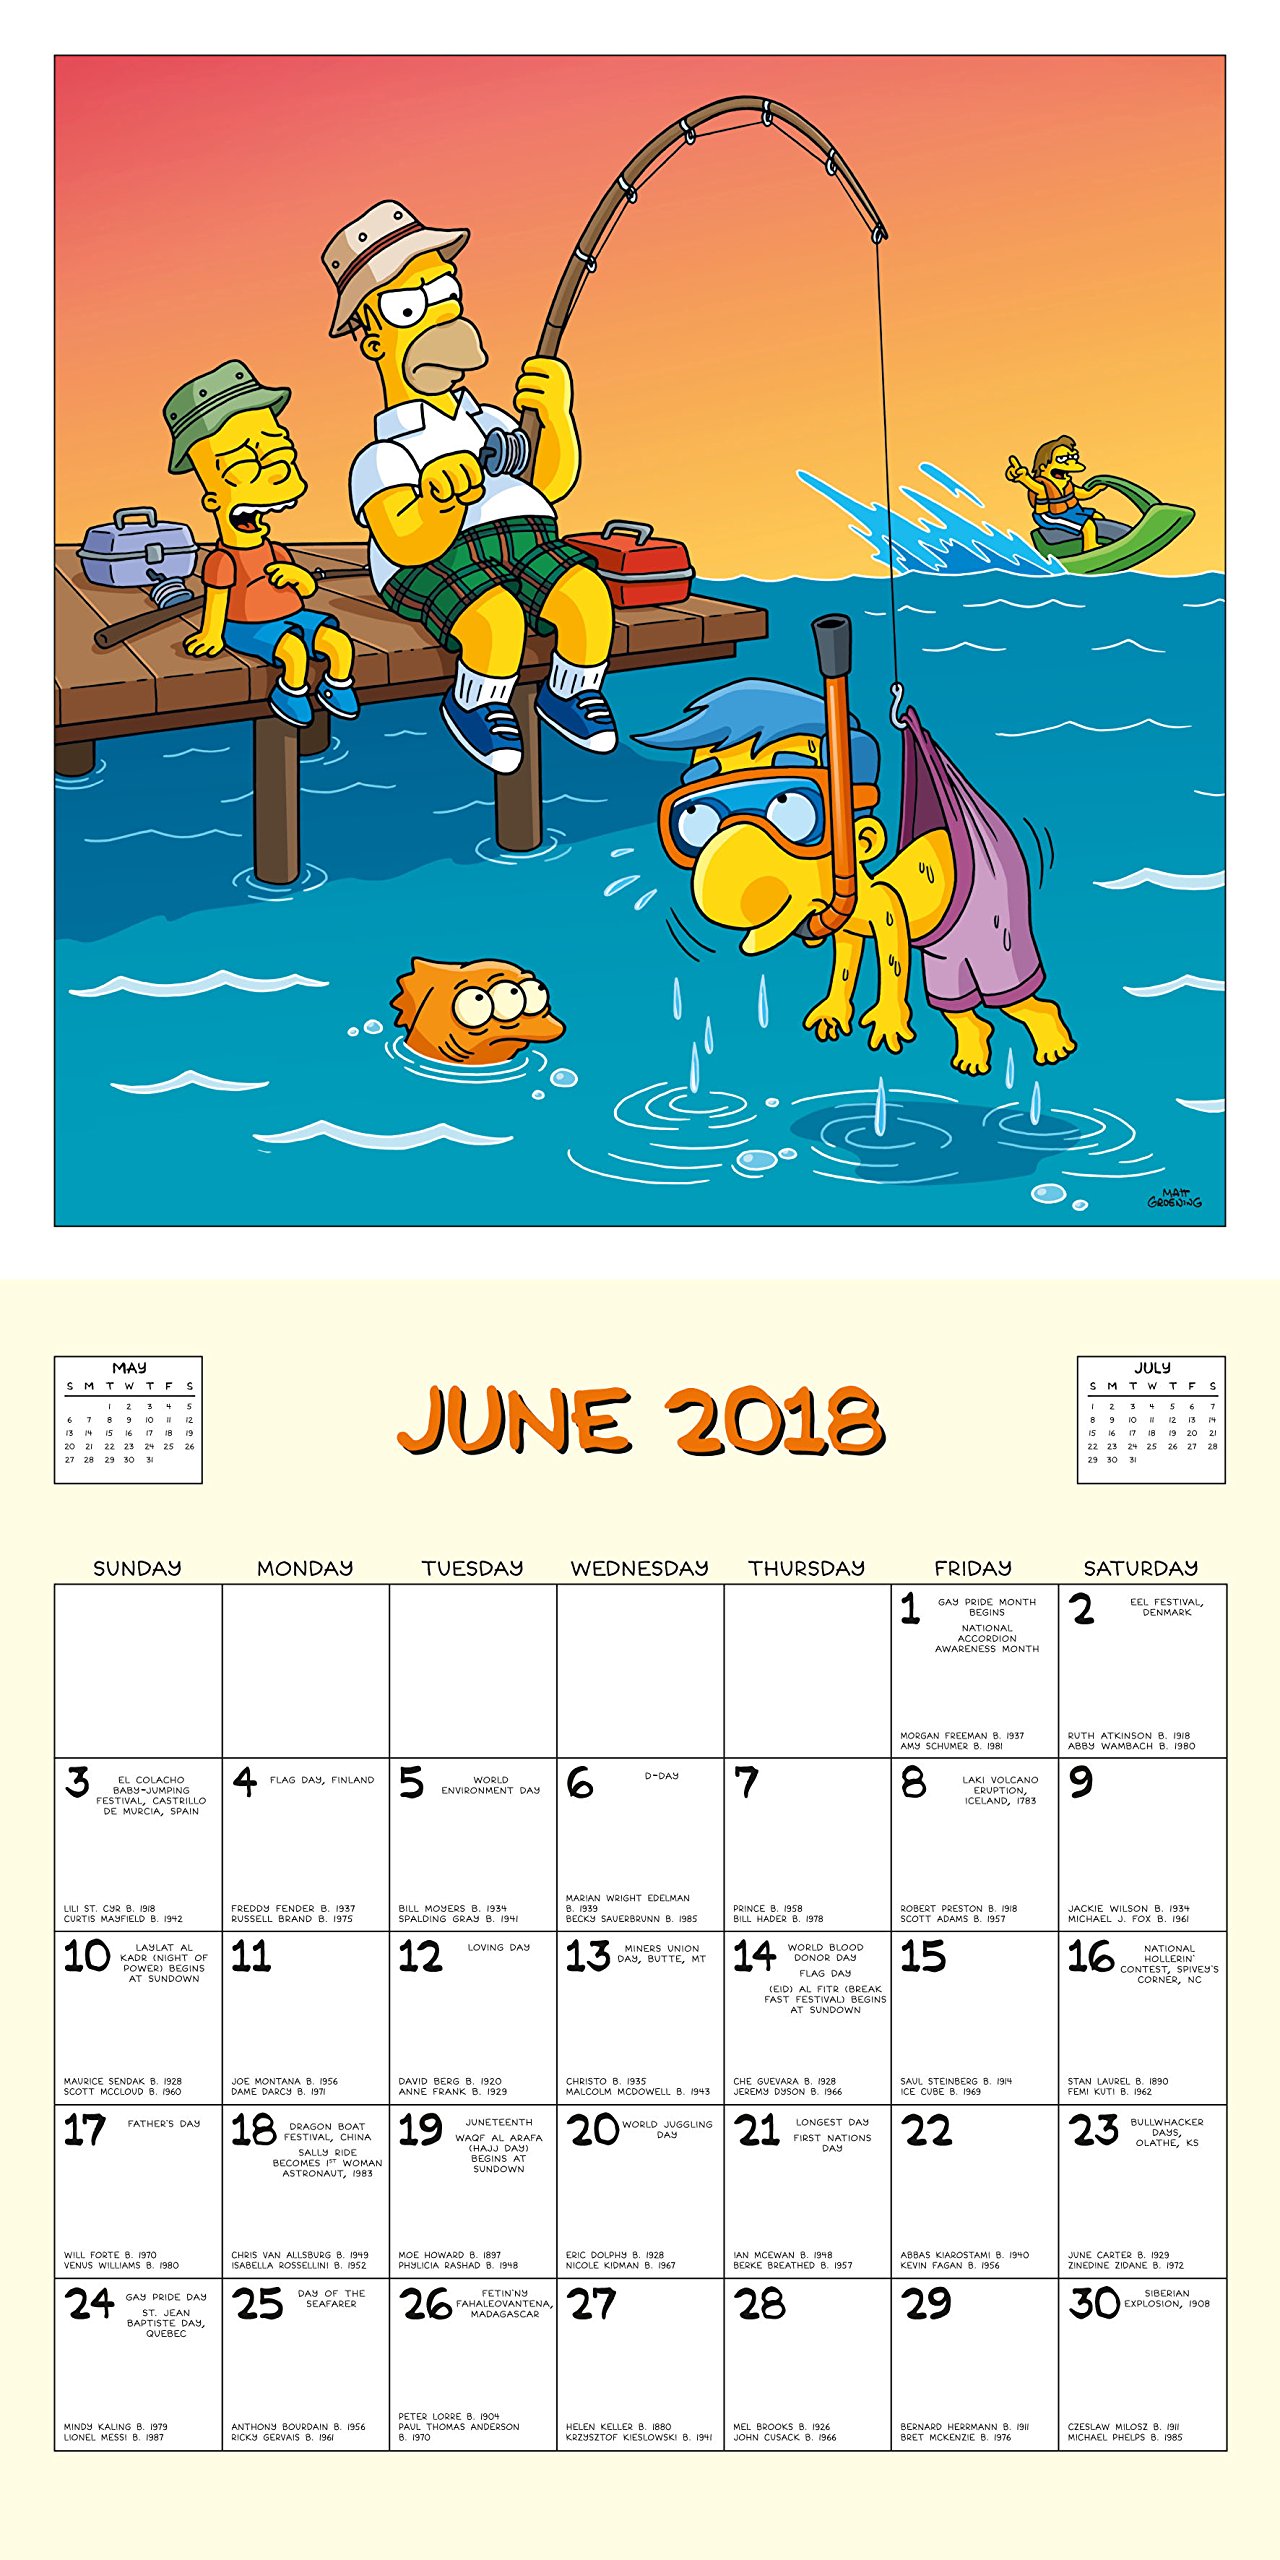 MATT
GROENING
MAY
S M T W T F S
1 2 3 4 5
6 7 8 9 10 11 12
13 14 15 16 17 18 19
20 21 22 23 24 25 26
27 28 29 30 31
JUNE 2018
JULY
S M T W T F S
1 2 3 4 5 6 7
8 9 10 11 12 13 14
15 16 17 18 19 20 21
22 23 24 25 26 27 28
29 30 31
SUNDAY MONDAY TUESDAY WEDNESDAY THURSDAY FRIDAY SATURDAY
1
GAY PRIDE MONTH
BEGINS
NATIONAL
ACCORDION
AWARENESS MONTH
MORGAN FREEMAN B. 1937
AMY SCHUMER B. 1981
2
EEL FESTIVAL,
DENMARK
RUTH ATKINSON B. 1918
ABBY WAMBACH B. 1980
3
EL COLACHO
BABY-JUMPING
FESTIVAL, CASTRILLO
DE MURCIA, SPAIN
LILI ST. CYR B. 1918
CURTIS MAYFIELD B. 1942
4
FLAG DAY, FINLAND
FREDDY FENDER B. 1937
RUSSELL BRAND B. 1975
5
WORLD
ENVIRONMENT DAY
BILL MOYERS B. 1934
SPALDING GRAY B. 1941
6
D-DAY
MARIAN WRIGHT EDELMAN
B. 1939
BECKY SAUERBRUNN B. 1985
7
PRINCE B. 1958
BILL HADER B. 1978
8
LAKI VOLCANO
ERUPTION,
ICELAND, 1783
ROBERT PRESTON B. 1918
SCOTT ADAMS B. 1957
9
JACKIE WILSON B. 1934
MICHAEL J. FOX B. 1961
10
LAYLAT AL
KADR (NIGHT OF
POWER) BEGINS
AT SUNDOWN
MAURICE SENDAK B. 1928
SCOTT MCCLOUD B. 1960
11
JOE MONTANA B. 1956
DAME DARCY B. 1971
12
LOVING DAY
DAVID BERG B. 1920
ANNE FRANK B. 1929
13
MINERS UNION
DAY, BUTTE, MT
CHRISTO B. 1935
MALCOLM MCDOWELL B. 1943
14
WORLD BLOOD
DONOR DAY
FLAG DAY
(EID) AL FITR (BREAK
FAST FESTIVAL) BEGINS
AT SUNDOWN
CHE GUEVARA B. 1928
JEREMY DYSON B. 1966
15
SAUL STEINBERG B. 1914
ICE CUBE B. 1969
16
NATIONAL
HOLLERIN'
CONTEST, SPIVEY'S
CORNER, NC
STAN LAUREL B. 1890
FEMI KUTI B. 1962
17
FATHER'S DAY
WILL FORTE B. 1970
VENUS WILLIAMS B. 1980
18
DRAGON BOAT
FESTIVAL, CHINA
SALLY RIDE
BECOMES 1ST WOMAN
ASTRONAUT, 1983
CHRIS VAN ALLSBURG B. 1949
ISABELLA ROSSELLINI B. 1952
19
JUNETEENTH
WAQF AL ARAFA
(HAJJ DAY)
BEGINS AT
SUNDOWN
MOE HOWARD B. 1897
PHYLICIA RASHAD B. 1948
20
WORLD JUGGLING
DAY
ERIC DOLPHY B. 1928
NICOLE KIDMAN B. 1967
21
LONGEST DAY
FIRST NATIONS
DAY
IAN MCEWAN B. 1948
BERKE BREATHED B. 1957
22
ABBAS KIAROSTAMI B. 1940
KEVIN FAGAN B. 1956
23
BULLWHACKER
DAYS,
OLATHE, KS
JUNE CARTER B. 1929
ZINEDINE ZIDANE B. 1972
24
GAY PRIDE DAY
ST. JEAN
BAPTISTE DAY,
QUEBEC
MINDY KALING B. 1979
LIONEL MESSI B. 1987
25
DAY OF THE
SEAFARER
ANTHONY BOURDAIN B. 1956
RICKY GERVAIS B. 1961
26
FETIN'NY
FAHALEOVANTENA,
MADAGASCAR
PETER LORRE B. 1904
PAUL THOMAS ANDERSON
B. 1970
27
HELEN KELLER B. 1880
KRZYSZTOF KIESLOWSKI B. 1941
28
MEL BROOKS B. 1926
JOHN CUSACK B. 1966
29
BERNARD HERRMANN B. 1911
BRET MCKENZIE B. 1976
30
SIBERIAN
EXPLOSION, 1908
CZESLAW MILOSZ B. 1911
MICHAEL PHELPS B. 1985